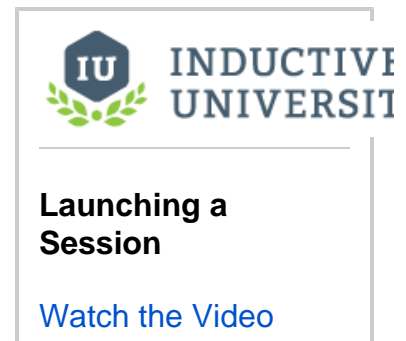 IU
INDUCTIVE
UNIVERSIT
Launching a
Session
Watch the Video